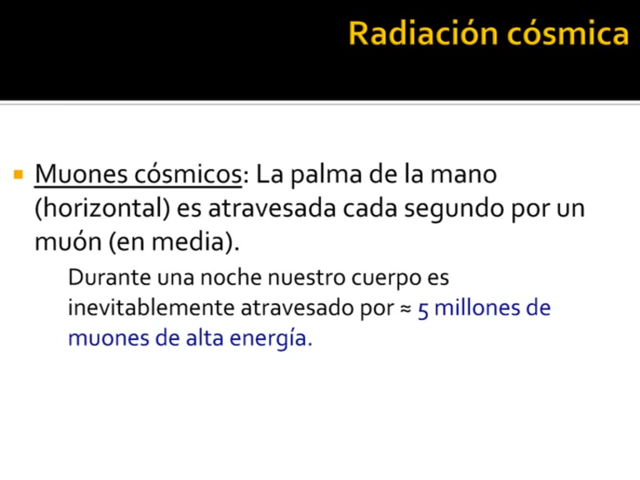 Radiación cósmica
Muones cósmicos: La palma de la mano
(horizontal) es atravesada cada segundo por un
muón (en media).
Durante una noche nuestro cuerpo es
inevitablemente atravesado por ≈ 5 millones de
muones de alta energía.